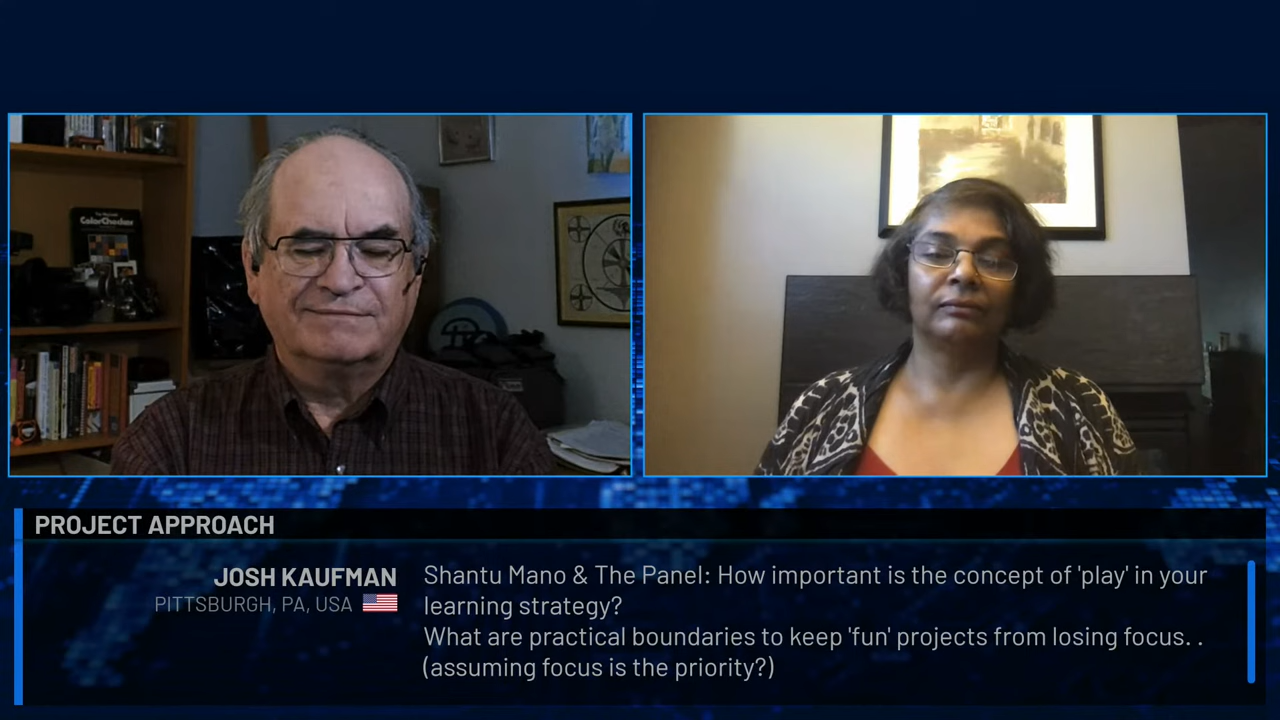 ColorChecker
PROJECT APPROACH
JOSH KAUFMAN
PITTSBURGH, PA, USA
Shantu Mano & The Panel: How important is the concept of 'play' in your
learning strategy?
What are practical boundaries to keep 'fun' projects from losing focus. .
(assuming focus is the priority?)